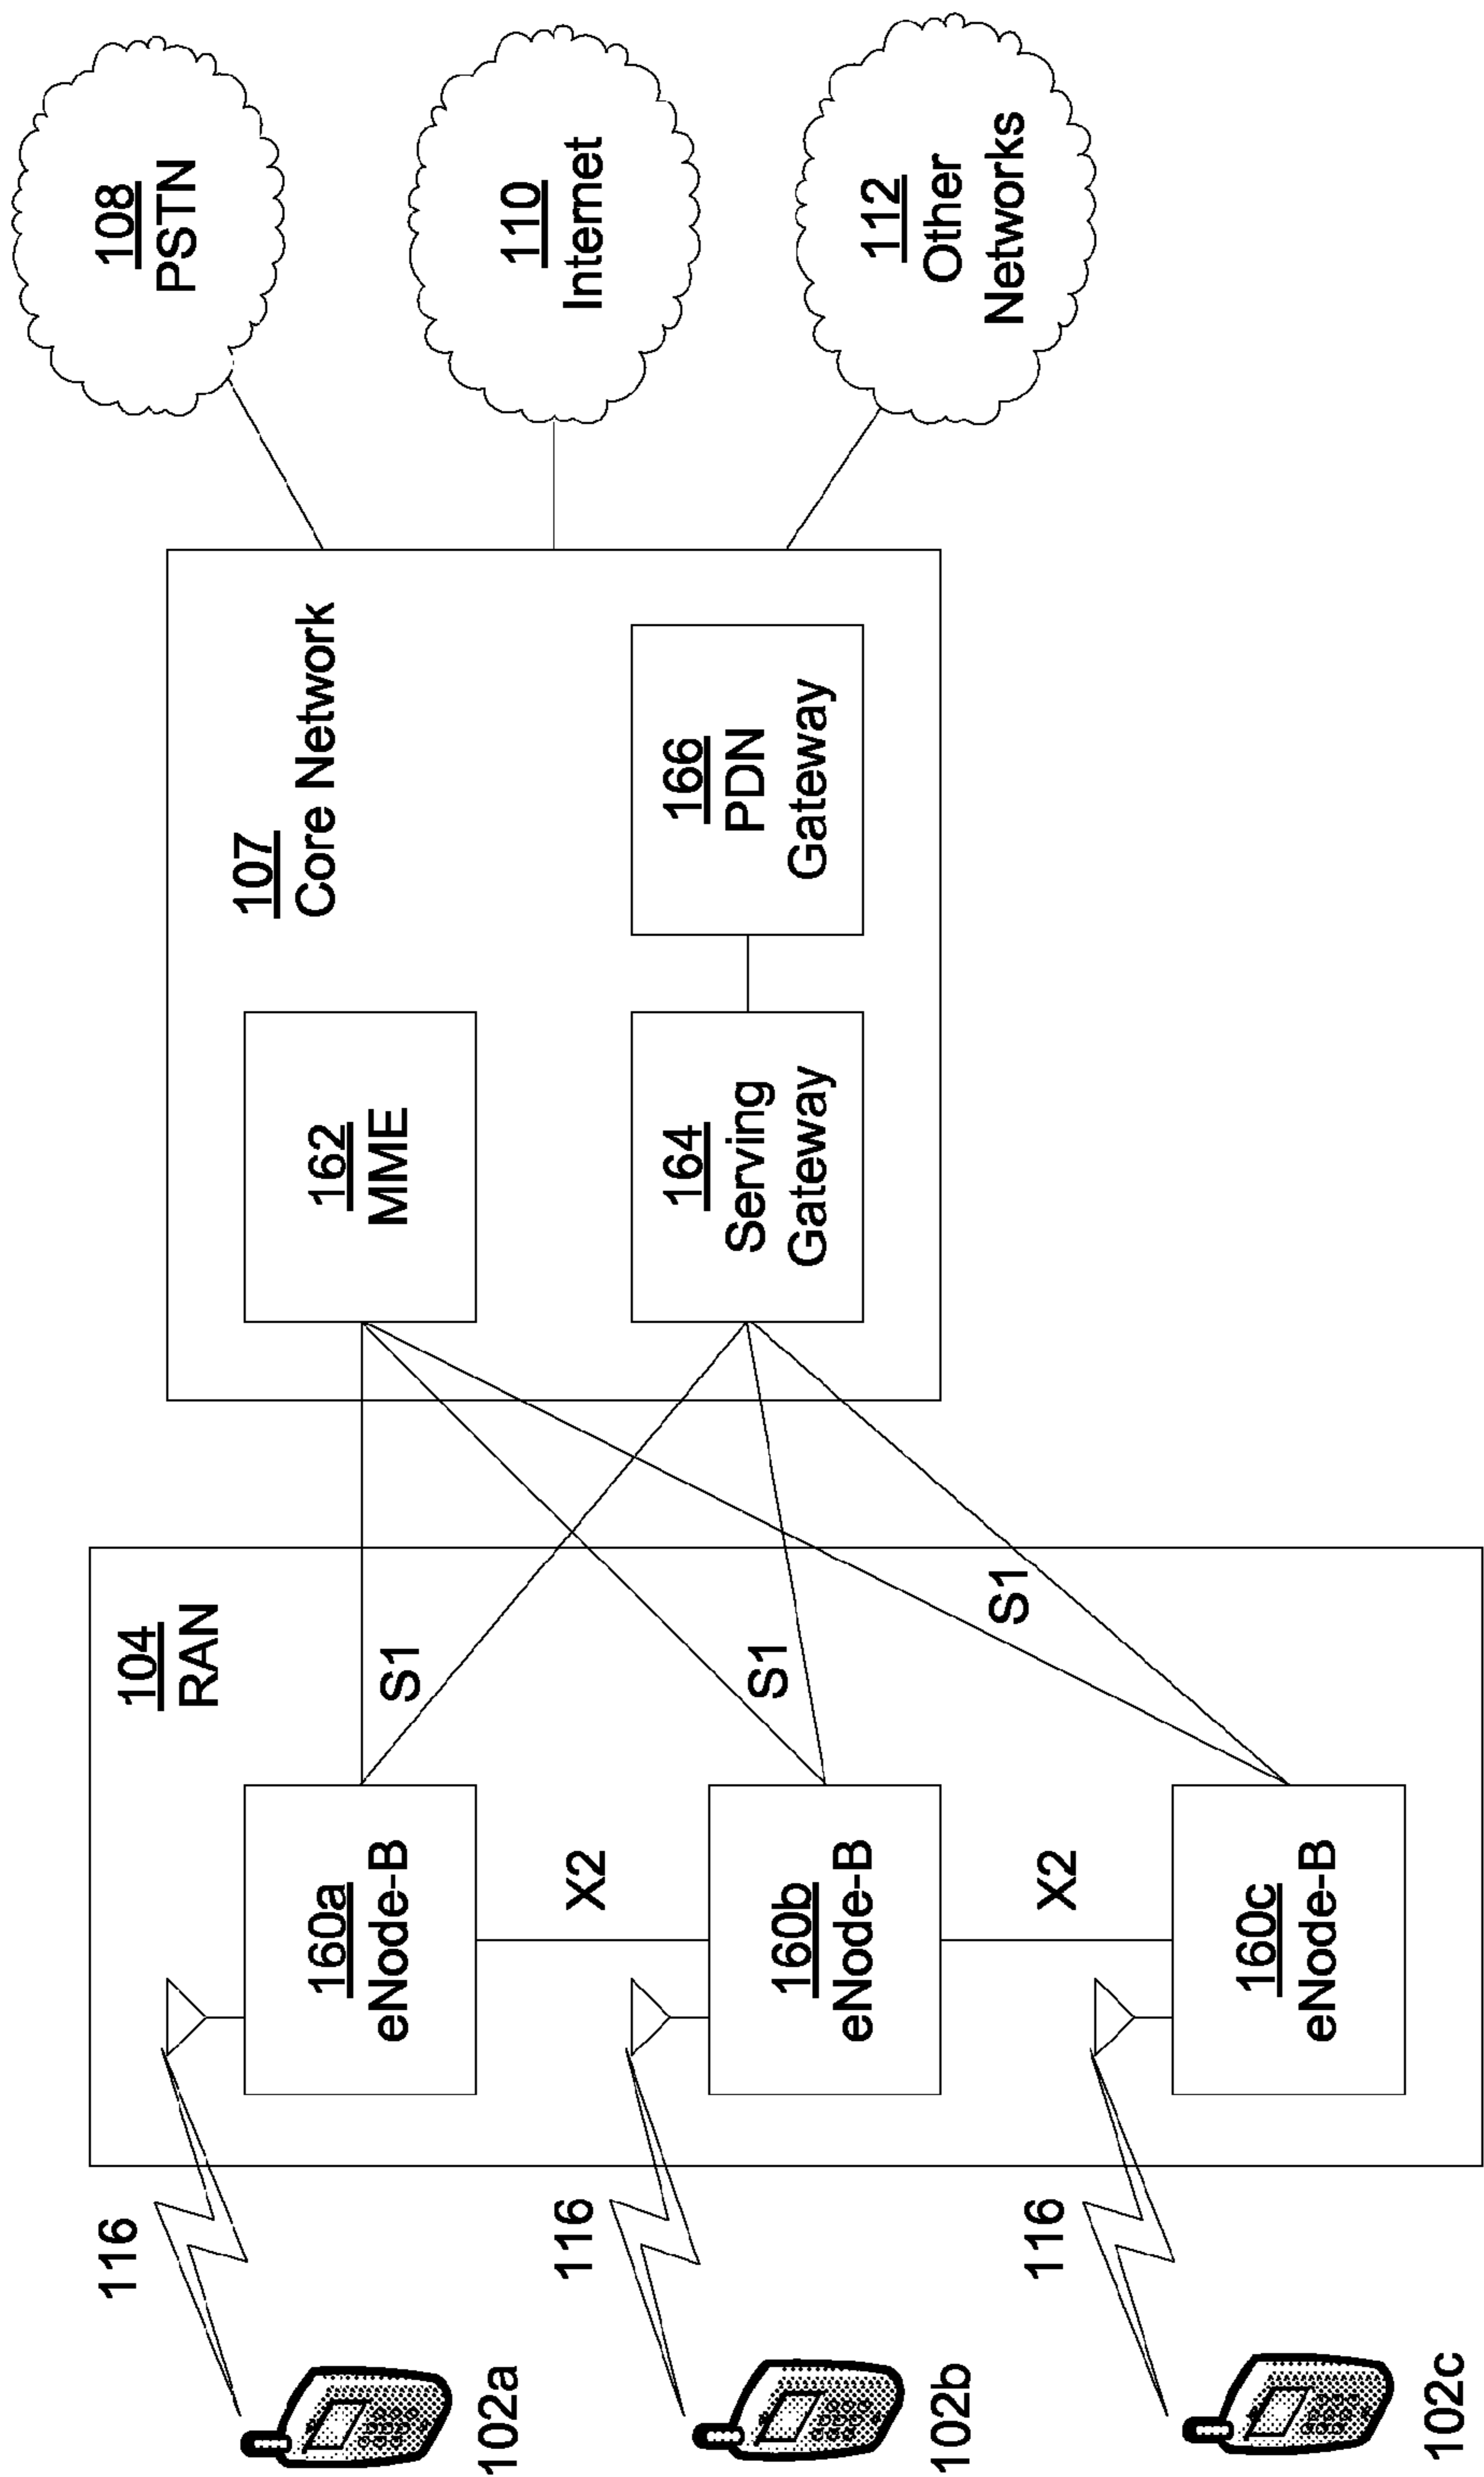 104
RAN
107
Core Network
108
PSTN
116
102a
160a
eNode-B
S1
162
MME
X2
110
Internet
116
102b
160b
eNode-B
S1
164
Serving
Gateway
166
PDN
Gateway
X2
112
Other
Networks
116
102c
160c
eNode-B
S1